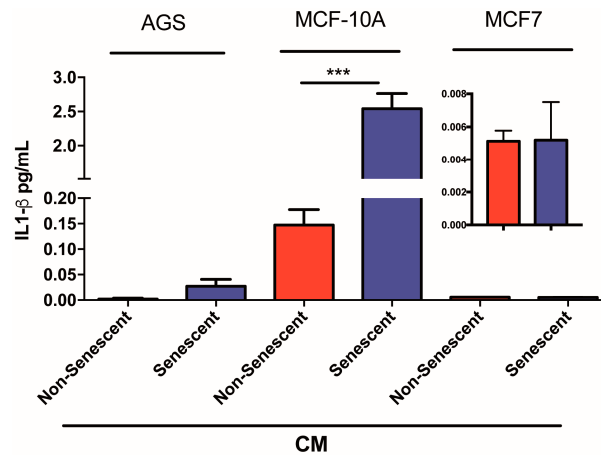 AGS MCF-10A MCF7
***
3.0
2.5
2.0
0.20
0.15
0.10
0.05
0.00
IL1-β pg/mL
0.008
0.006
0.004
0.002
0.000
Non-Senescent
Senescent
Non-Senescent
Senescent
Non-Senescent
Senescent
CM